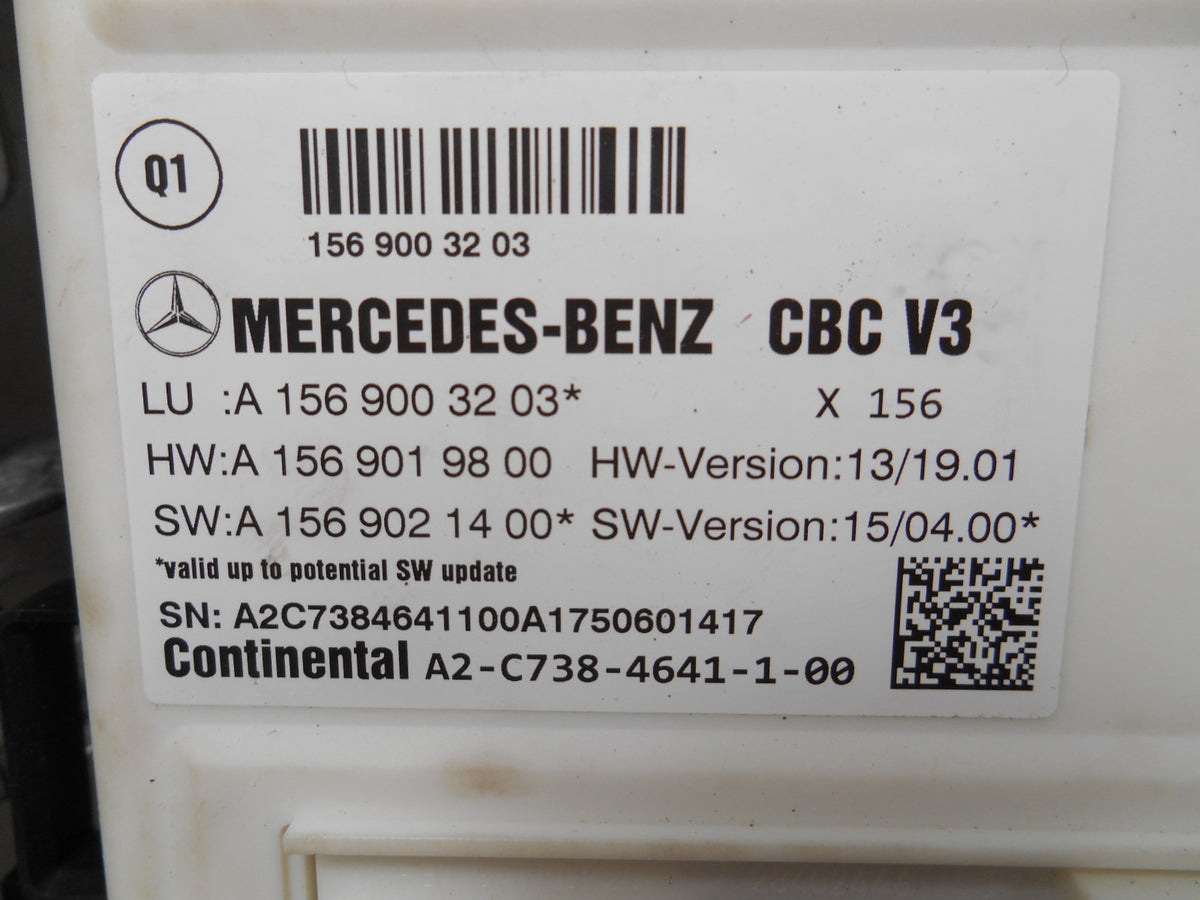 Q1
156 900 32 03
MERCEDES-BENZ CBC V3
LU :A 156 900 32 03* X 156
HW:A 156 901 98 00 HW-Version:13/19.01
SW:A 156 902 14 00* SW-Version:15/04.00*
*valid up to potential SW update
SN: A2C7384641100A1750601417
Continental A2-C738-4641-1-00